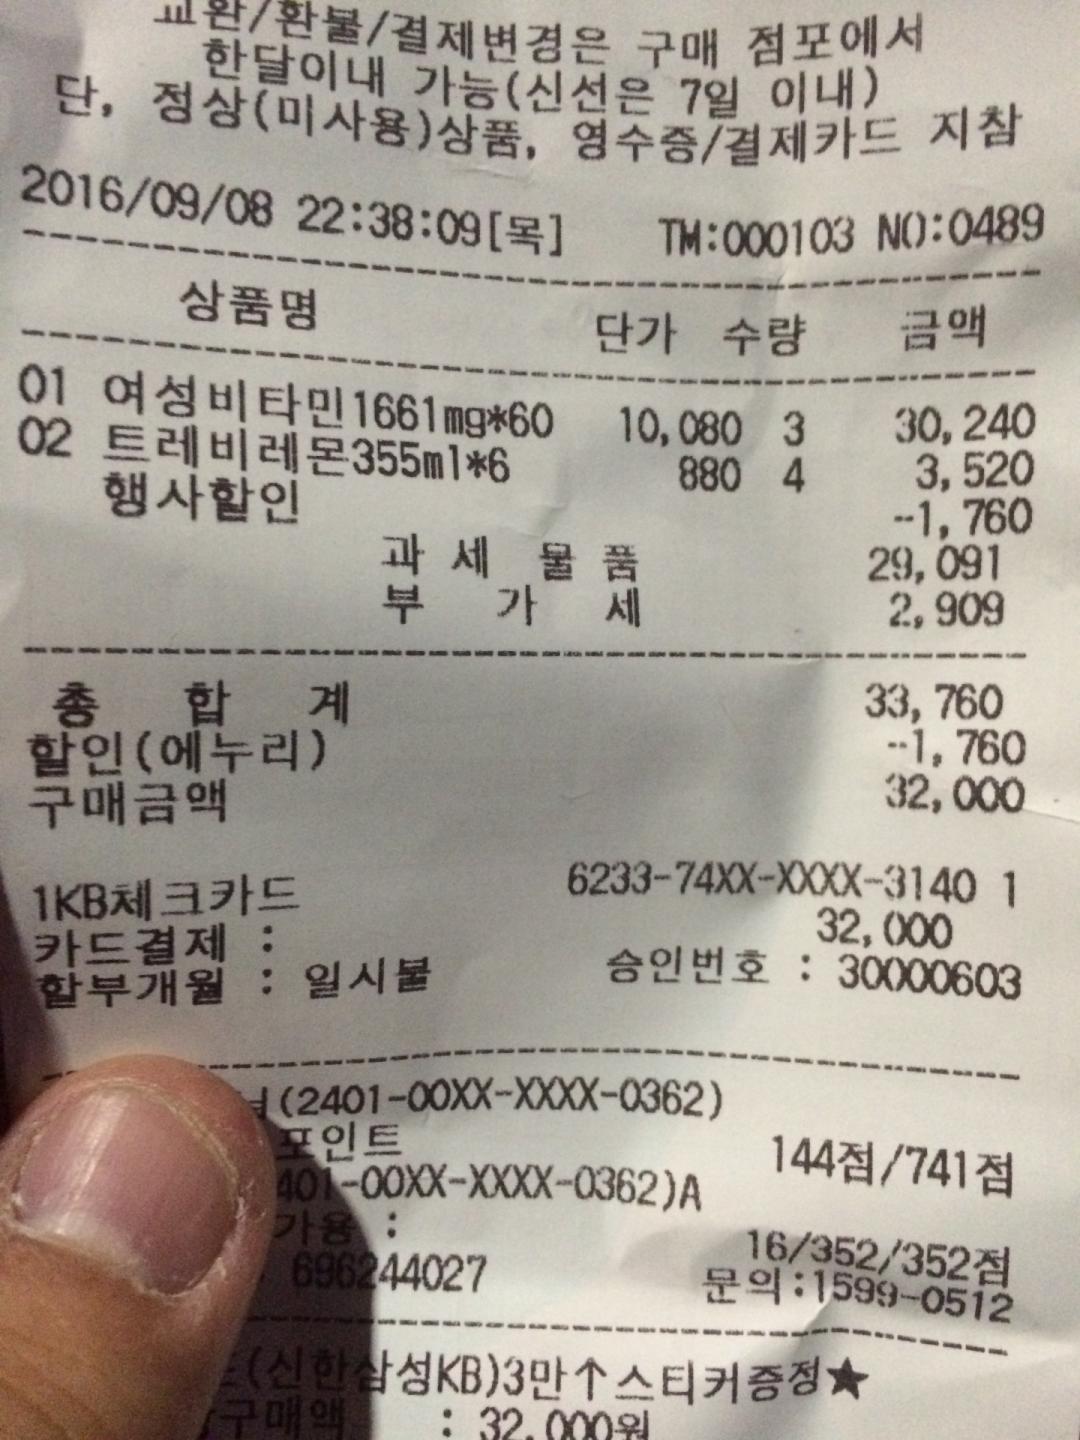 교환/환불/결제변경은 구매 점포에서
한달이내 가능(신선은 7일 이내)
단, 정상(미사용)상품, 영수증/결제카드 지참
2016/09/08 22:38:09[목] TM:000103 NO:0489
상품명 단가 수량 금액
01 여성비타민1661mg*60 10,080 3 30,240
02 트레비레몬355ml*6 880 4 3,520
행사할인 -1,760
과 세 물 품 29,091
부 가 세 2,909
총 합 계 33,760
할인(에누리) -1,760
구매금액 32,000
1KB체크카드 6233-74XX-XXXX-3140 1
카드결제 : 32,000
할부개월 : 일시불 승인번호 : 30000603
(2401-00XX-XXXX-0362)
포인트 144점/741점
401-00XX-XXXX-0362)A
가용 : 16/352/352점
696244027 문의:1599-0512
(신한삼성KB)3만↑스티커증정★
구매액 : 32,000원